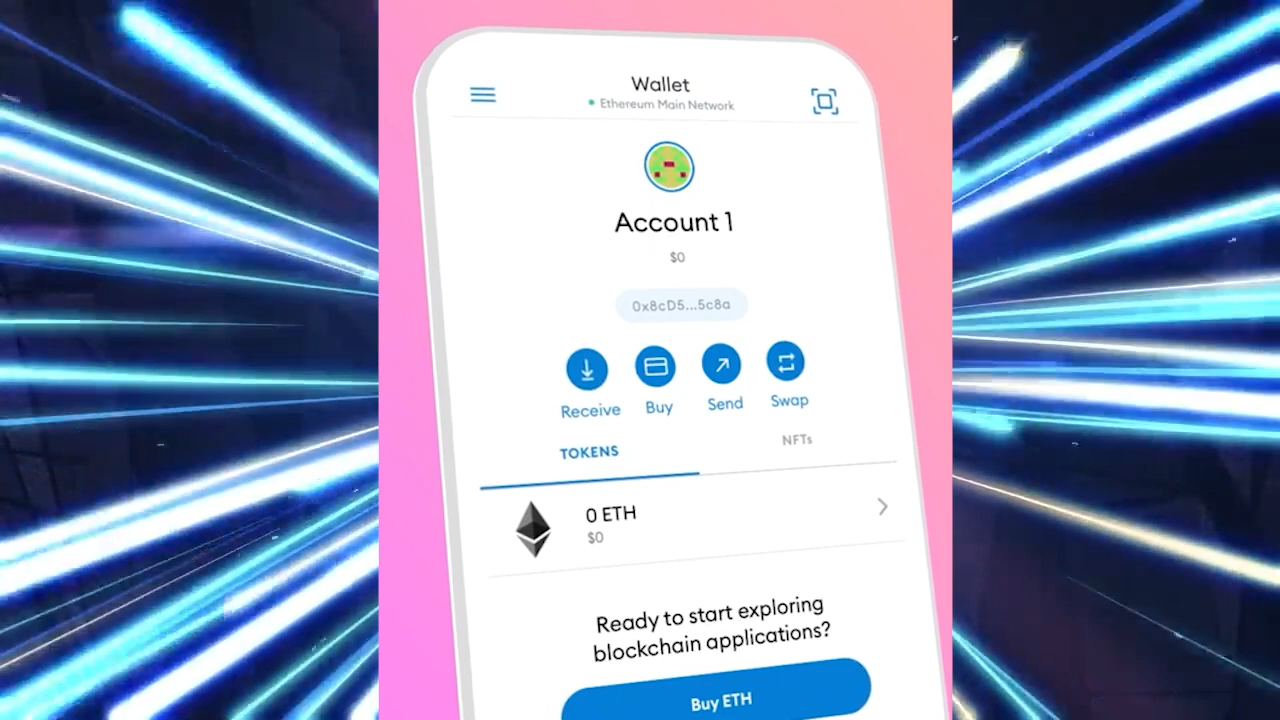 Wallet
Ethereum Main Network
Account 1
$0
0x8cD5...5c8a
Receive
Buy
Send
Swap
TOKENS
NFTs
0 ETH
$0
Ready to start exploring
blockchain applications?
Buy ETH